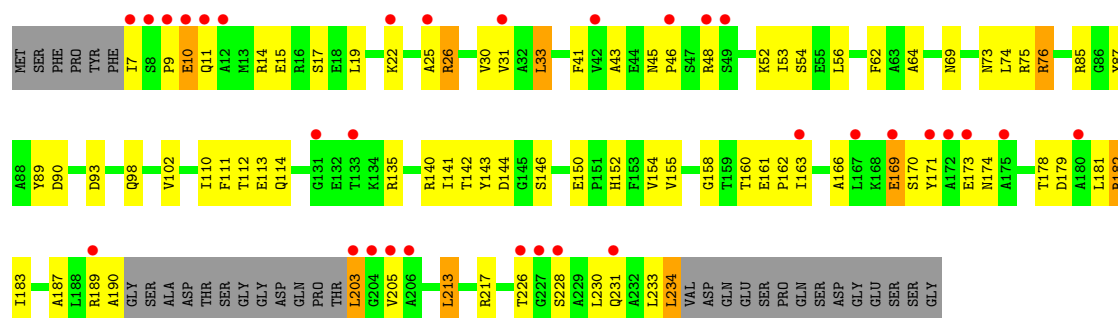 MET SER PHE PRO TYR PHE I7 S8 P9 E10 Q11 A12 M13 R14 E15 R16 S17 E18 L19 K22 A25 R26 V30 V31 A32 L33 F41 V42 A43 E44 N45 P46 S47 R48 S49 K52 I53 S54 E55 L56 F62 A63 A64 N69 N73 L74 R75 R76 R85 G86 Y87
A88 Y89 D90 D93 Q98 V102 I110 F111 T112 E113 Q114 G131 E132 T133 K134 R135 R140 I141 T142 Y143 D144 G145 S146 E150 P151 H152 F153 V154 V155 G158 T159 T160 E161 P162 I163 A166 L167 K168 E169 S170 Y171 A172 E173 N174 A175 T178 D179 A180 L181 R182
I183 A187 L188 R189 A190 GLY SER ALA ASP THR SER GLY GLY ASP GLN PRO THR L203 G204 V205 A206 L213 R217 T226 G227 S228 A229 L230 Q231 A232 L233 L234 VAL ASP GLN GLU SER PRO GLN SER ASP GLY GLU SER SER GLY